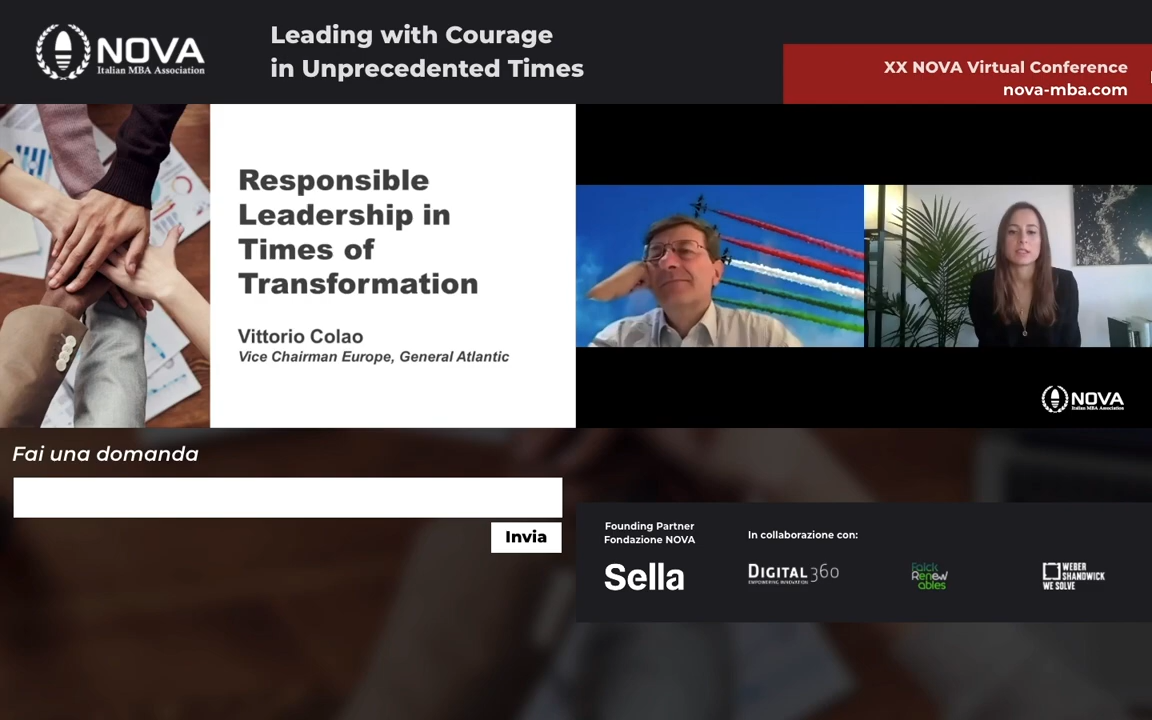 NOVA
Italian MBA Association
Leading with Courage
in Unprecedented Times
XX NOVA Virtual Conference
nova-mba.com
Responsible
Leadership in
Times of
Transformation
Vittorio Colao
Vice Chairman Europe, General Atlantic
NOVA
Italian MBA Association
Fai una domanda
Invia
Founding Partner
Fondazione NOVA
Sella
In collaborazione con:
DIGITAL360
EMPOWERING INNOVATION
Falck
Renew
ables
WEBER
SHANDWICK
WE SOLVE